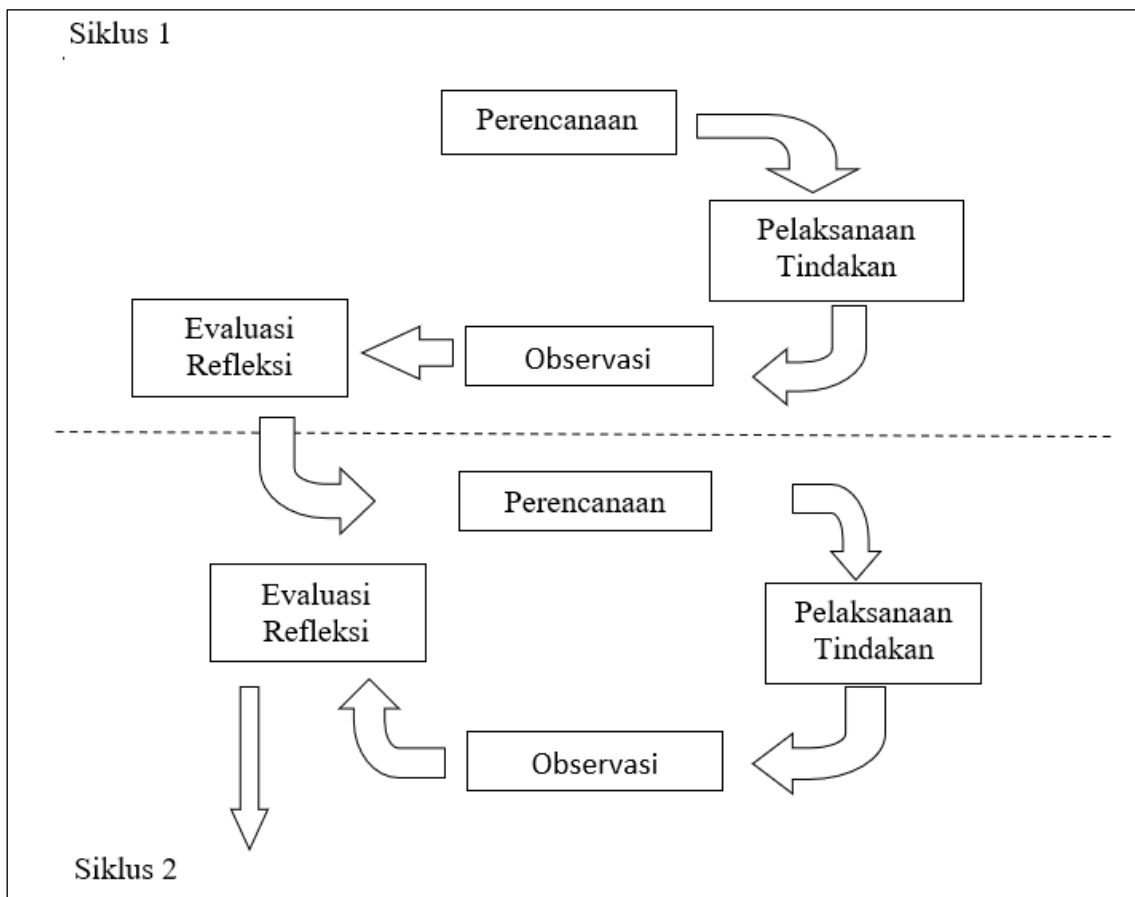 Siklus 1
Perencanaan
Pelaksanaan
Tindakan
Evaluasi
Refleksi
Observasi
Perencanaan
Evaluasi
Refleksi
Pelaksanaan
Tindakan
Observasi
Siklus 2